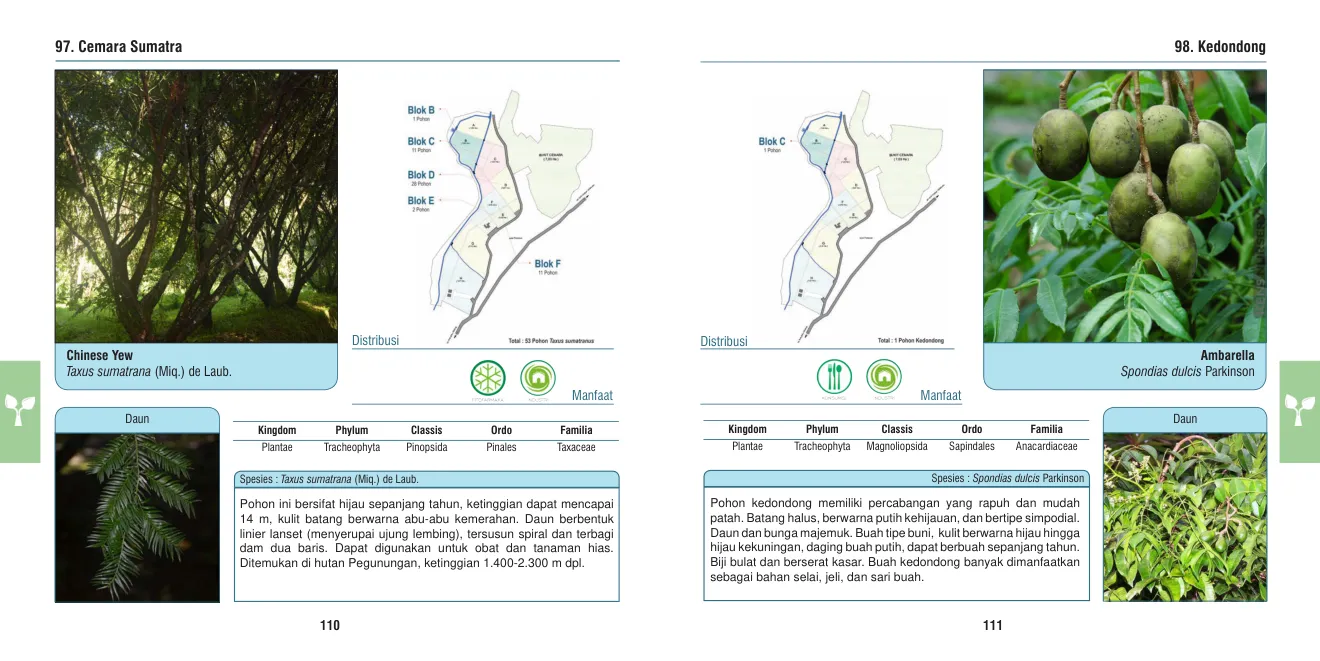 97. Cemara Sumatra
Blok B
1 Pohon
Blok C
11 Pohon
Blok D
28 Pohon
Blok E
2 Pohon
Blok F
11 Pohon
Distribusi
Total : 53 Pohon Taxus sumatranus
Manfaat
Chinese Yew
Taxus sumatrana (Miq.) de Laub.
Daun
Kingdom Phylum Classis Ordo Familia
Plantae Tracheophyta Pinopsida Pinales Taxaceae
Spesies : Taxus sumatrana (Miq.) de Laub.
Pohon ini bersifat hijau sepanjang tahun, ketinggian dapat mencapai
14 m, kulit batang berwarna abu-abu kemerahan. Daun berbentuk
linier lanset (menyerupai ujung lembing), tersusun spiral dan terbagi
dam dua baris. Dapat digunakan untuk obat dan tanaman hias.
Ditemukan di hutan Pegunungan, ketinggian 1.400-2.300 m dpl.
110
98. Kedondong
Blok C
1 Pohon
Distribusi
Total : 1 Pohon Kedondong
Manfaat
Ambarella
Spondias dulcis Parkinson
Kingdom Phylum Classis Ordo Familia
Plantae Tracheophyta Magnoliopsida Sapindales Anacardiaceae
Daun
Spesies : Spondias dulcis Parkinson
Pohon kedondong memiliki percabangan yang rapuh dan mudah
patah. Batang halus, berwarna putih kehijauan, dan bertipe simpodial.
Daun dan bunga majemuk. Buah tipe buni, kulit berwarna hijau hingga
hijau kekuningan, daging buah putih, dapat berbuah sepanjang tahun.
Biji bulat dan berserat kasar. Buah kedondong banyak dimanfaatkan
sebagai bahan selai, jeli, dan sari buah.
111